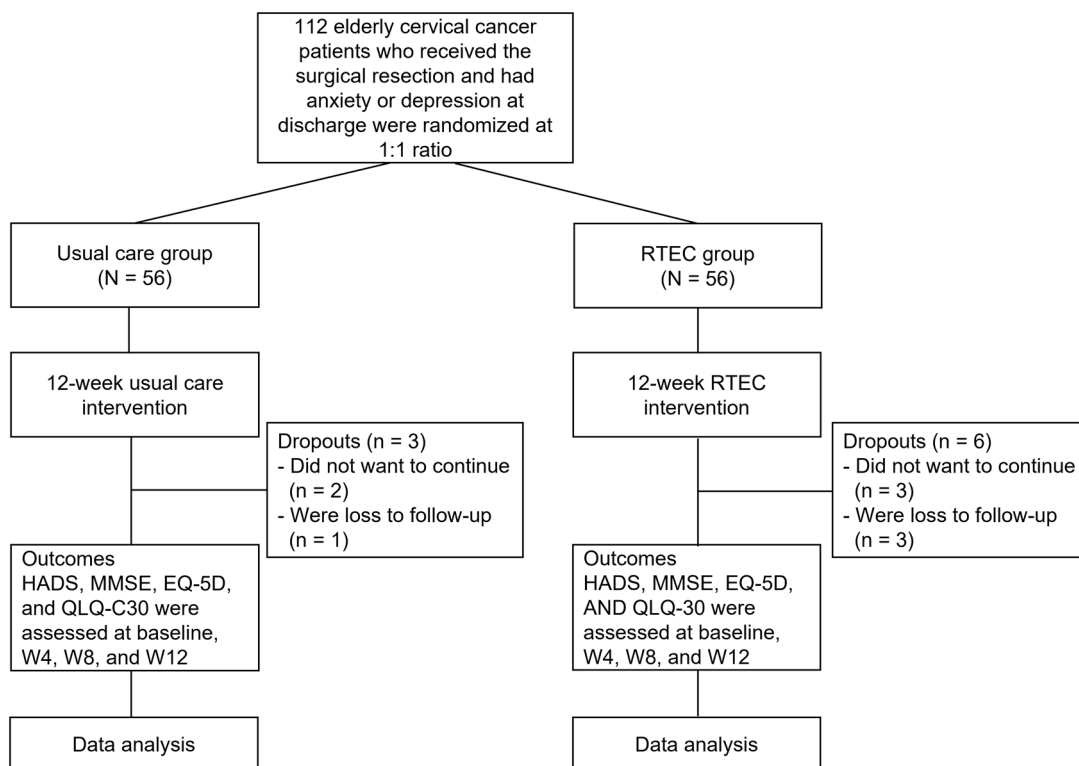 112 elderly cervical cancer
patients who received the
surgical resection and had
anxiety or depression at
discharge were randomized at
1:1 ratio
Usual care group
(N = 56)
RTEC group
(N = 56)
12-week usual care
intervention
12-week RTEC
intervention
Dropouts (n = 3)
- Did not want to continue
(n = 2)
- Were loss to follow-up
(n = 1)
Dropouts (n = 6)
- Did not want to continue
(n = 3)
- Were loss to follow-up
(n = 3)
Outcomes
HADS, MMSE, EQ-5D,
and QLQ-C30 were
assessed at baseline,
W4, W8, and W12
Outcomes
HADS, MMSE, EQ-5D,
AND QLQ-30 were
assessed at baseline,
W4, W8, and W12
Data analysis
Data analysis